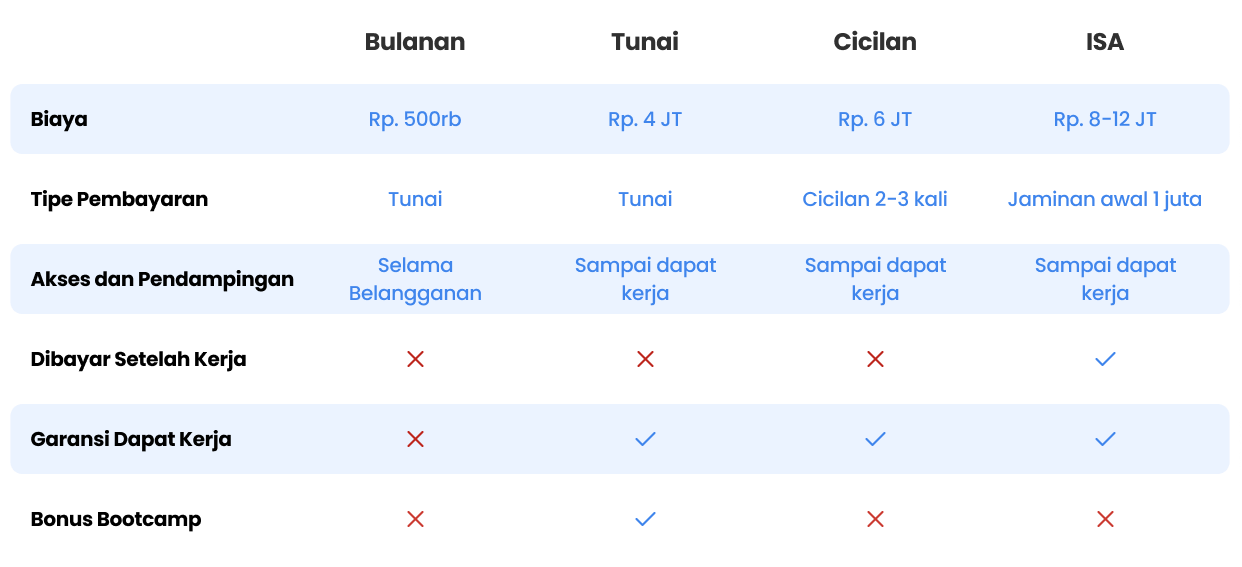 Bulanan Tunai Cicilan ISA
Biaya Rp. 500rb Rp. 4 JT Rp. 6 JT Rp. 8-12 JT
Tipe Pembayaran Tunai Tunai Cicilan 2-3 kali Jaminan awal 1 juta
Akses dan Pendampingan Selama Belangganan Sampai dapat kerja Sampai dapat kerja Sampai dapat kerja
Dibayar Setelah Kerja
Garansi Dapat Kerja
Bonus Bootcamp